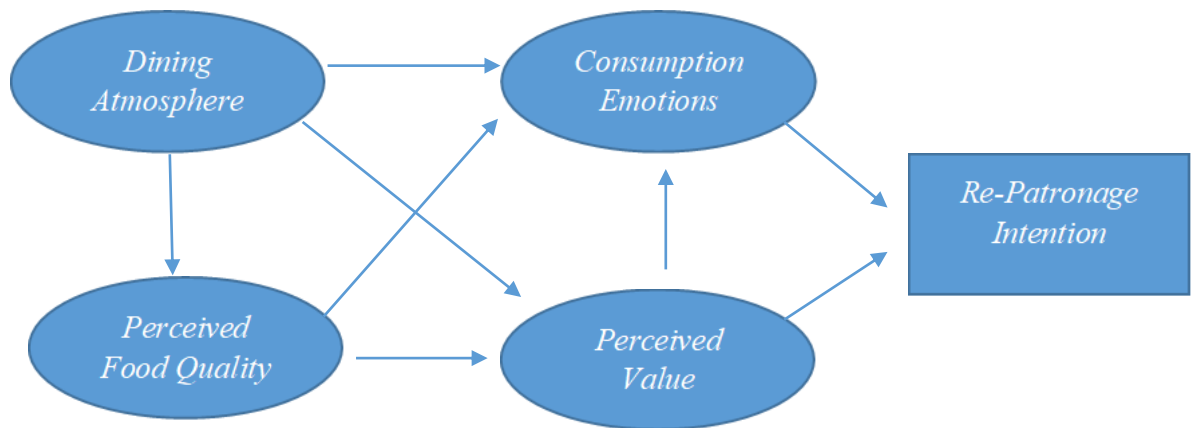 Dining
Atmosphere
Consumption
Emotions
Re-Patronage
Intention
Perceived
Food Quality
Perceived
Value